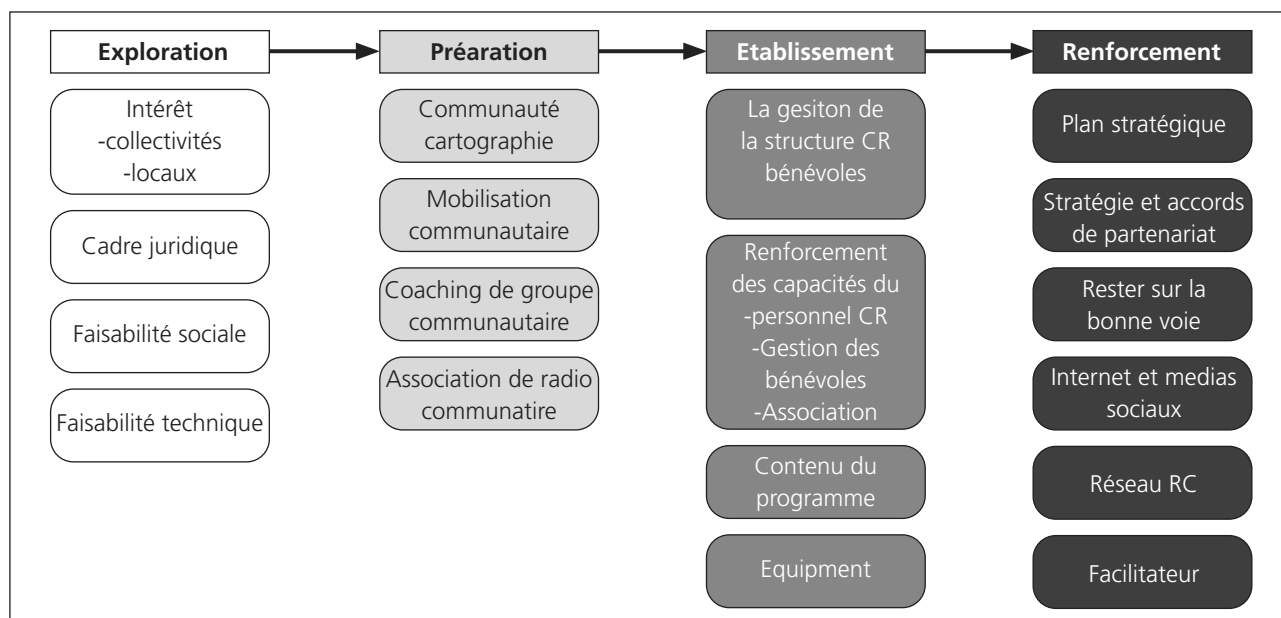 Exploration
Intérêt
-collectivités
-locaux
Cadre juridique
Faisabilité sociale
Faisabilité technique
Préaration
Communauté
cartographie
Mobilisation
communautaire
Coaching de groupe
communautaire
Association de radio
communatire
Etablissement
La gesiton de
la structure CR
bénévoles
Renforcement
des capacités du
-personnel CR
-Gestion des
bénévoles
-Association
Contenu du
programme
Equipment
Renforcement
Plan stratégique
Stratégie et accords
de partenariat
Rester sur la
bonne voie
Internet et medias
sociaux
Réseau RC
Facilitateur